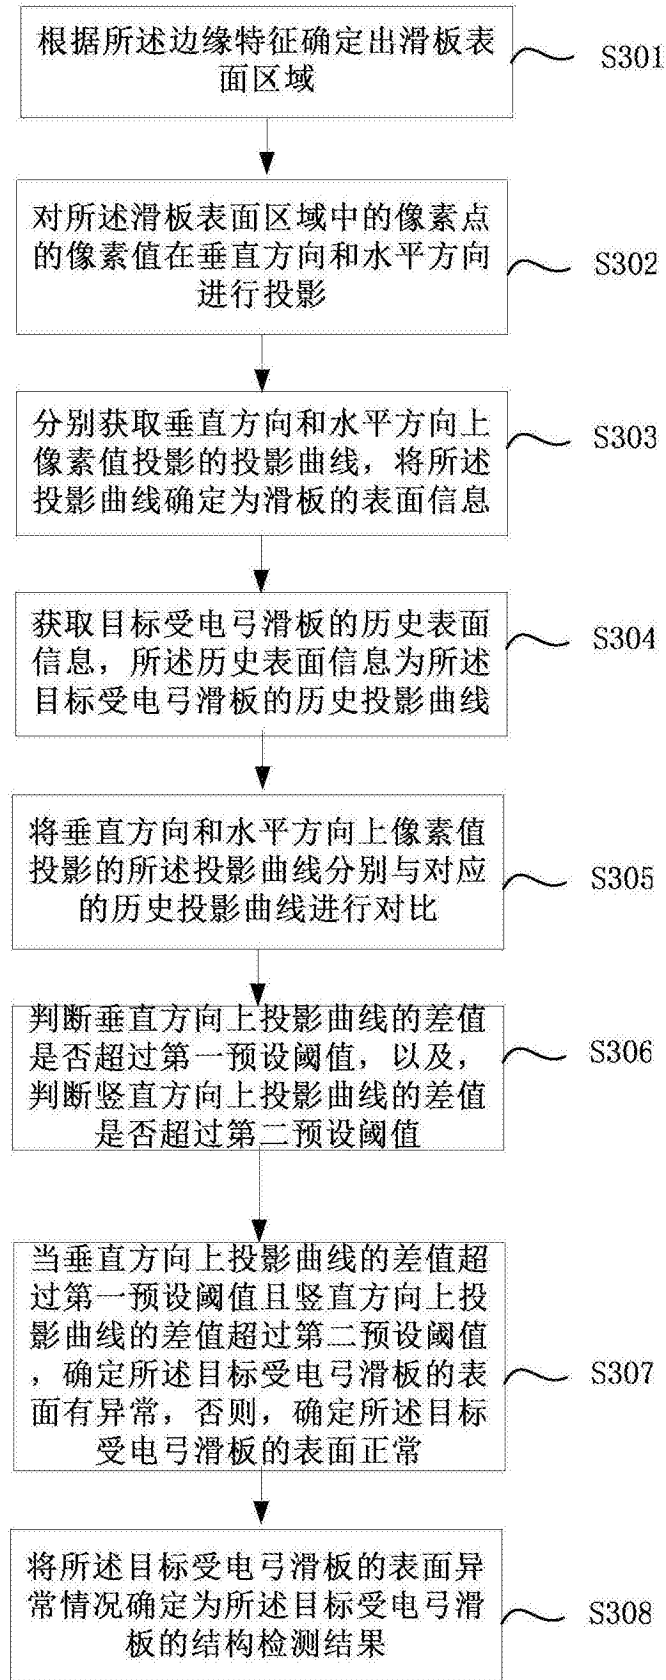 根据所述边缘特征确定出滑板表
面区域
S301
对所述滑板表面区域中的像素点
的像素值在垂直方向和水平方向
进行投影
S302
分别获取垂直方向和水平方向上
像素值投影的投影曲线，将所述
投影曲线确定为滑板的表面信息
S303
获取目标受电弓滑板的历史表面
信息，所述历史表面信息为所述
目标受电弓滑板的历史投影曲线
S304
将垂直方向和水平方向上像素值
投影的所述投影曲线分别与对应
的历史投影曲线进行对比
S305
判断垂直方向上投影曲线的差值
是否超过第一预设阈值，以及，
判断竖直方向上投影曲线的差值
是否超过第二预设阈值
S306
当垂直方向上投影曲线的差值超
过第一预设阈值且竖直方向上投
影曲线的差值超过第二预设阈值
，确定所述目标受电弓滑板的表
面有异常，否则，确定所述目标
受电弓滑板的表面正常
S307
将所述目标受电弓滑板的表面异
常情况确定为所述目标受电弓滑
板的结构检测结果
S308